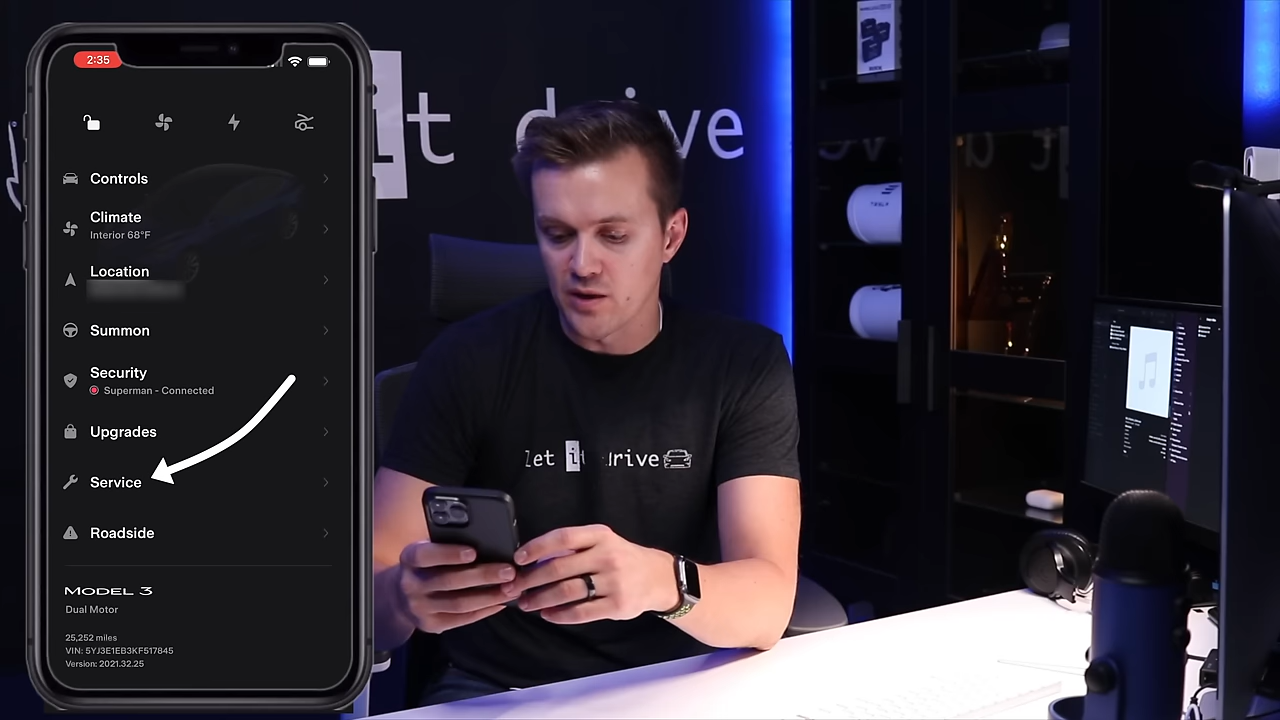 2:35
Controls
Climate
Interior 68°F
Location
Summon
Security
Superman - Connected
Upgrades
Service
Roadside
MODEL 3
Dual Motor
25,252 miles
VIN: 5YJ3E1EB3KF517845
Version: 2021.32.25
it drive
let it drive
TESLA